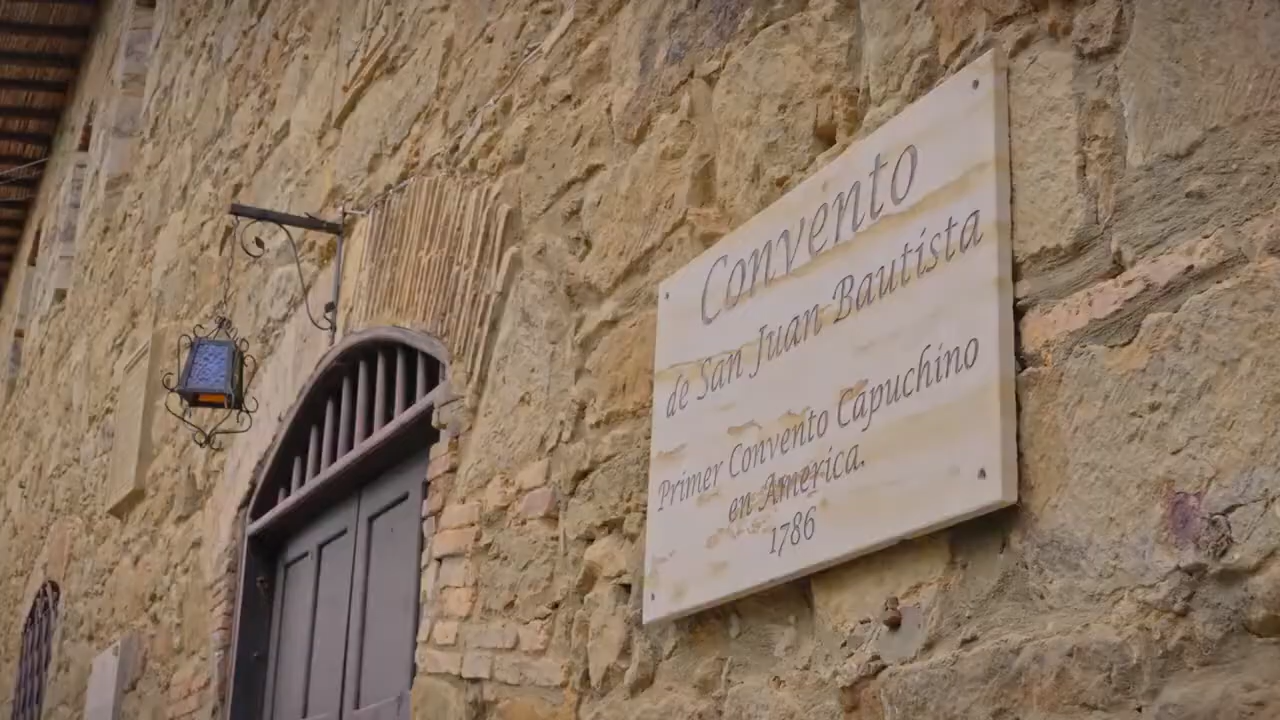 Convento
de San Juan Bautista
Primer Convento Capuchino
en America.
1786